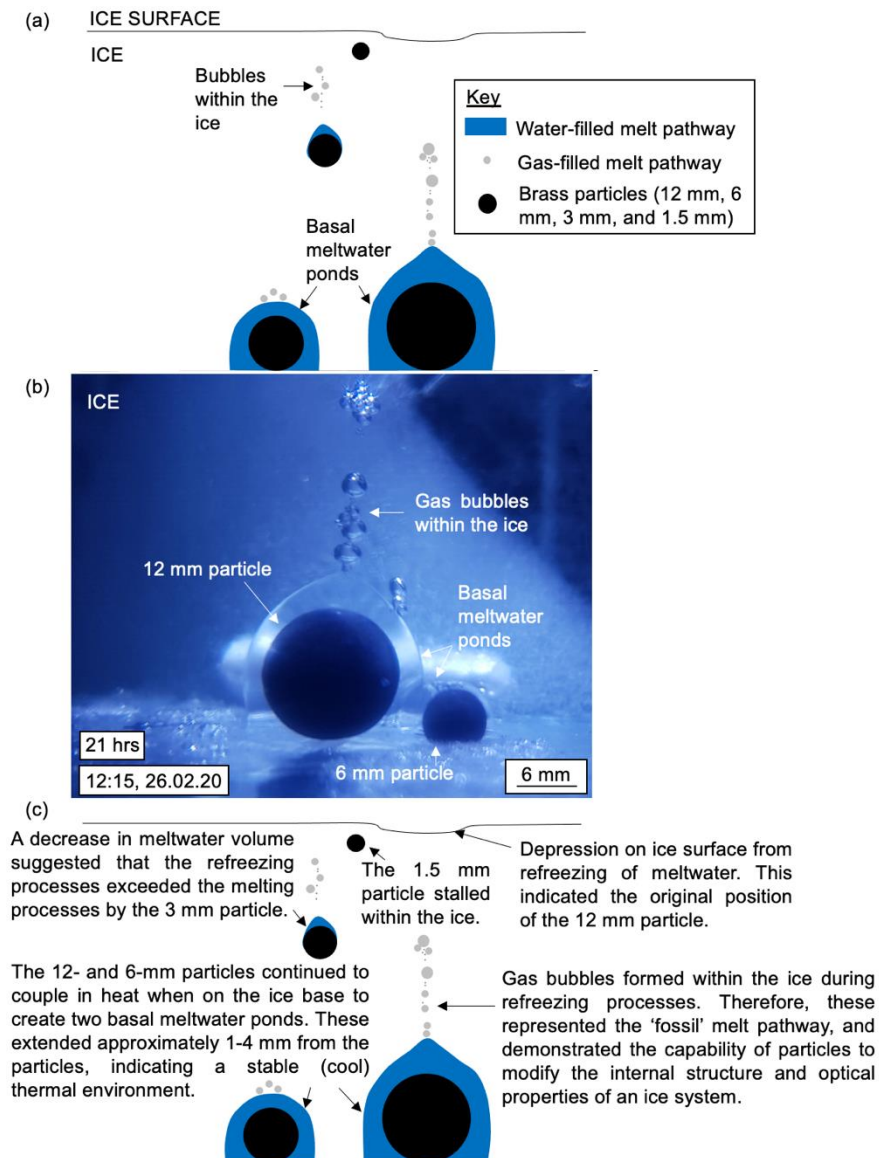 (a)
ICE SURFACE
ICE
Bubbles
within the
ice
Key
Water-filled melt pathway
Gas-filled melt pathway
Brass particles (12 mm, 6
mm, 3 mm, and 1.5 mm)
Basal
meltwater
ponds
(b)
ICE
Gas bubbles
within the ice
12 mm particle
Basal
meltwater
ponds
21 hrs
12:15, 26.02.20
6 mm particle
6 mm
(c)
A decrease in meltwater volume
suggested that the refreezing
processes exceeded the melting
processes by the 3 mm particle.
The 1.5 mm
particle stalled
within the ice.
Depression on ice surface from
refreezing of meltwater. This
indicated the original position
of the 12 mm particle.
The 12- and 6-mm particles continued to
couple in heat when on the ice base to
create two basal meltwater ponds. These
extended approximately 1-4 mm from the
particles, indicating a stable (cool)
thermal environment.
Gas bubbles formed within the ice during
refreezing processes. Therefore, these
represented the 'fossil' melt pathway, and
demonstrated the capability of particles to
modify the internal structure and optical
properties of an ice system.